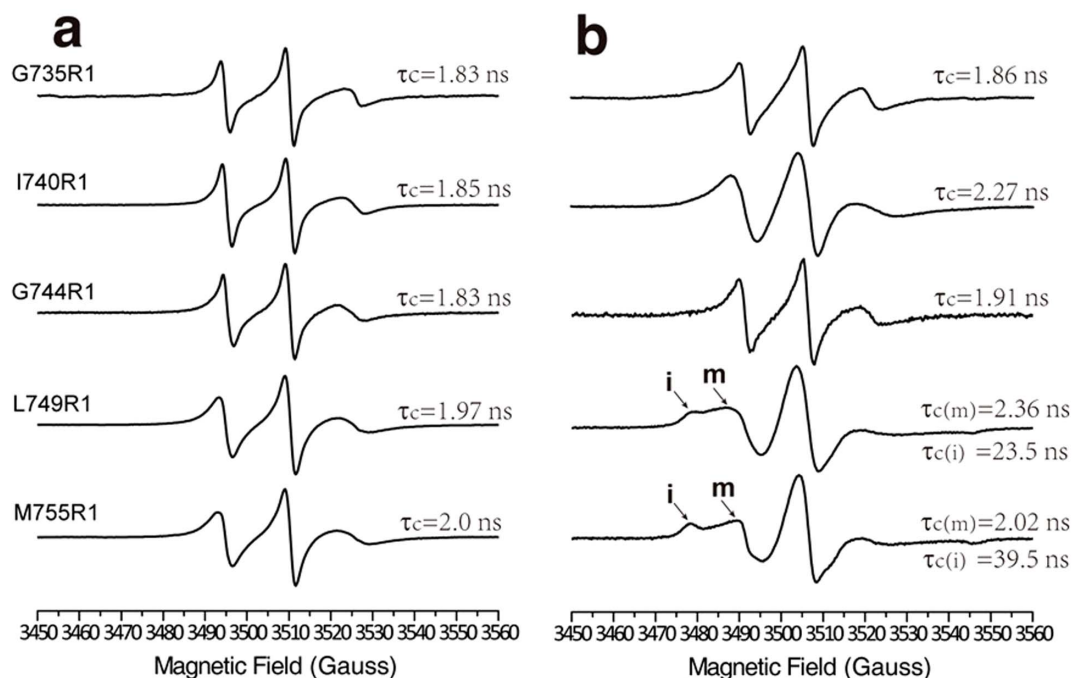 a
G735R1
τc=1.83 ns
I740R1
τc=1.85 ns
G744R1
τc=1.83 ns
L749R1
τc=1.97 ns
M755R1
τc=2.0 ns
3450 3460 3470 3480 3490 3500 3510 3520 3530 3540 3550 3560
Magnetic Field (Gauss)
b
τc=1.86 ns
τc=2.27 ns
τc=1.91 ns
i
m
τc(m)=2.36 ns
τc(i) =23.5 ns
i
m
τc(m)=2.02 ns
τc(i) =39.5 ns
3450 3460 3470 3480 3490 3500 3510 3520 3530 3540 3550 3560
Magnetic Field (Gauss)